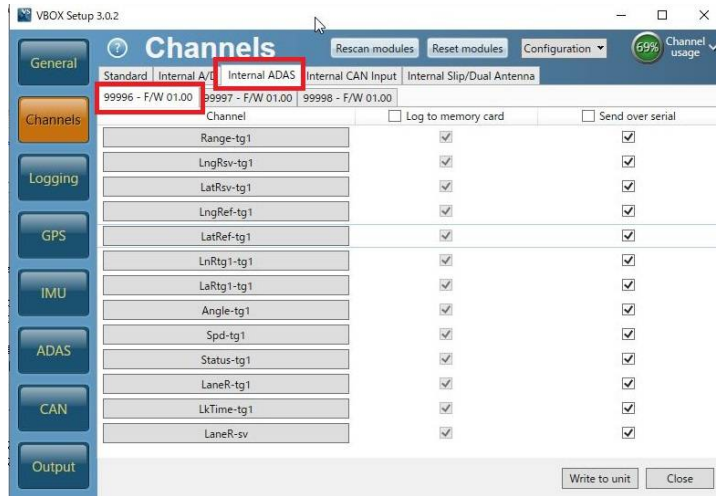 VBOX Setup 3.0.2
General
Channels
Logging
GPS
IMU
ADAS
CAN
Output
? Channels Rescan modules Reset modules Configuration 69% Channel usage
Standard Internal A/D Internal ADAS Internal CAN Input Internal Slip/Dual Antenna
99996 - F/W 01.00 99997 - F/W 01.00 99998 - F/W 01.00
Channel Log to memory card Send over serial
Range-tg1
LngRsv-tg1
LatRsv-tg1
LngRef-tg1
LatRef-tg1
LnRtg1-tg1
LaRtg1-tg1
Angle-tg1
Spd-tg1
Status-tg1
LaneR-tg1
LkTime-tg1
LaneR-sv
Write to unit Close